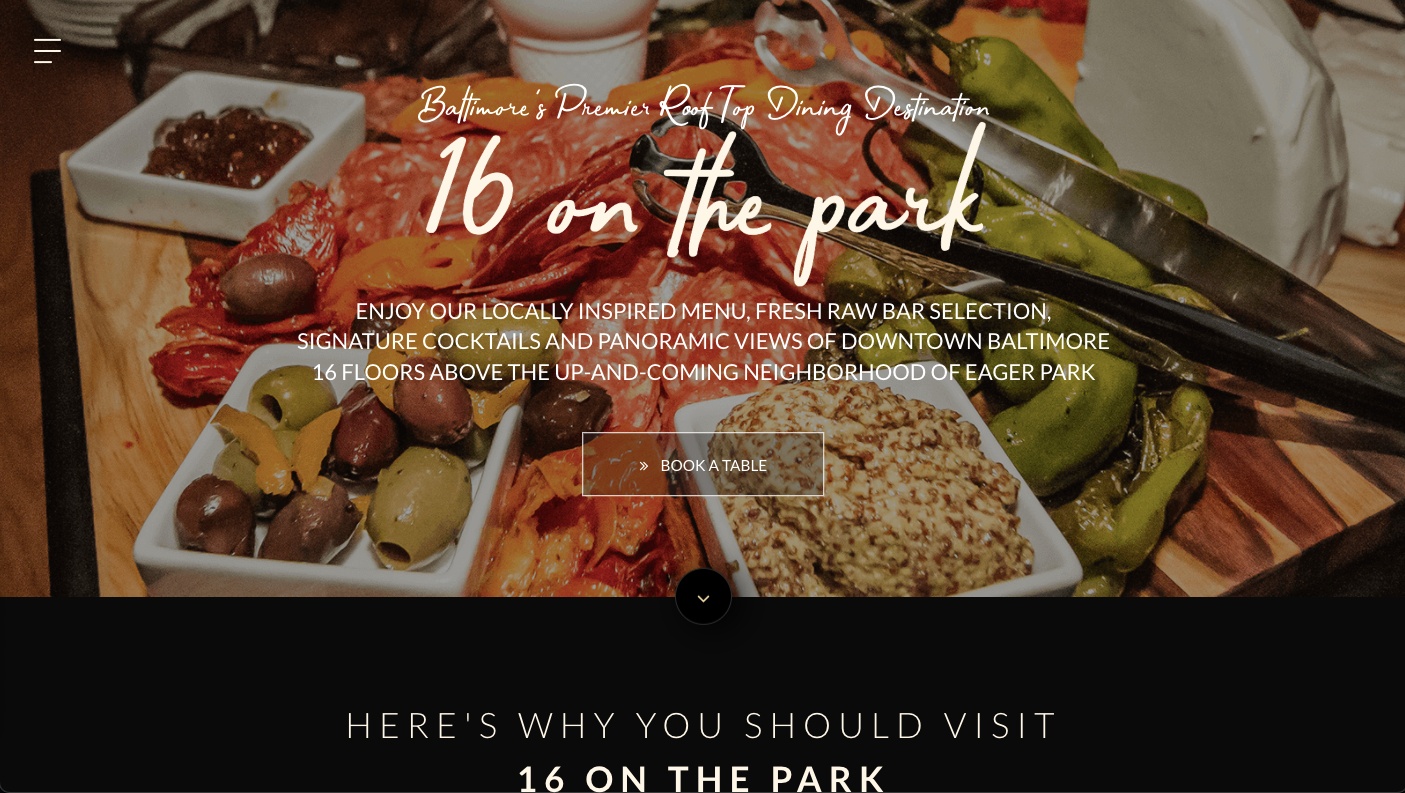 Baltimore's Premier Roof Top Dining Destination
16 on the park
ENJOY OUR LOCALLY INSPIRED MENU, FRESH RAW BAR SELECTION,
SIGNATURE COCKTAILS AND PANORAMIC VIEWS OF DOWNTOWN BALTIMORE
16 FLOORS ABOVE THE UP-AND-COMING NEIGHBORHOOD OF EAGER PARK
» BOOK A TABLE
HERE'S WHY YOU SHOULD VISIT
16 ON THE PARK